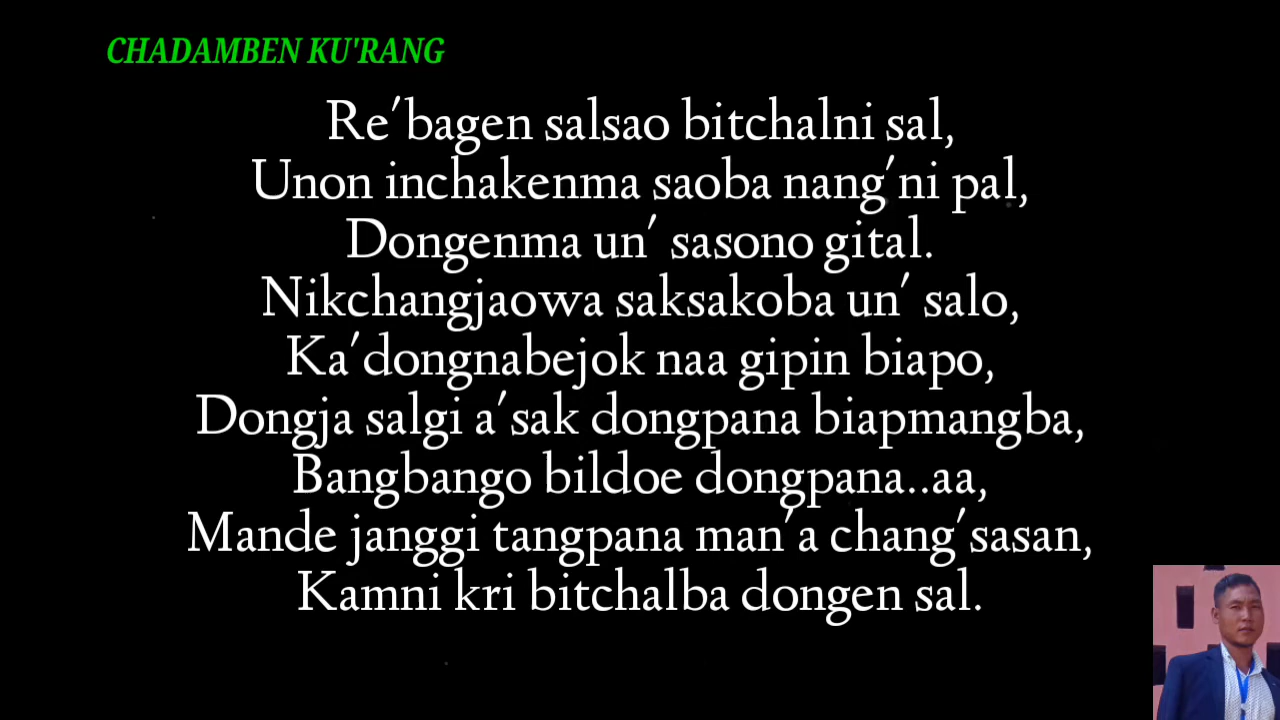 CHADAMBEN KU'RANG
Re′bagen salsao bitchalni sal,
Unon inchakenma saoba nang′ni pal,
Dongenma un′ sasono gital.
Nikchangjaowa saksakoba un′ salo,
Ka′dongnabejok naa gipin biapo,
Dongja salgi a′sak dongpana biapmangba,
Bangbango bildoe dongpana..aa,
Mande janggi tangpana man′a chang′sasan,
Kamni kri bitchalba dongen sal.